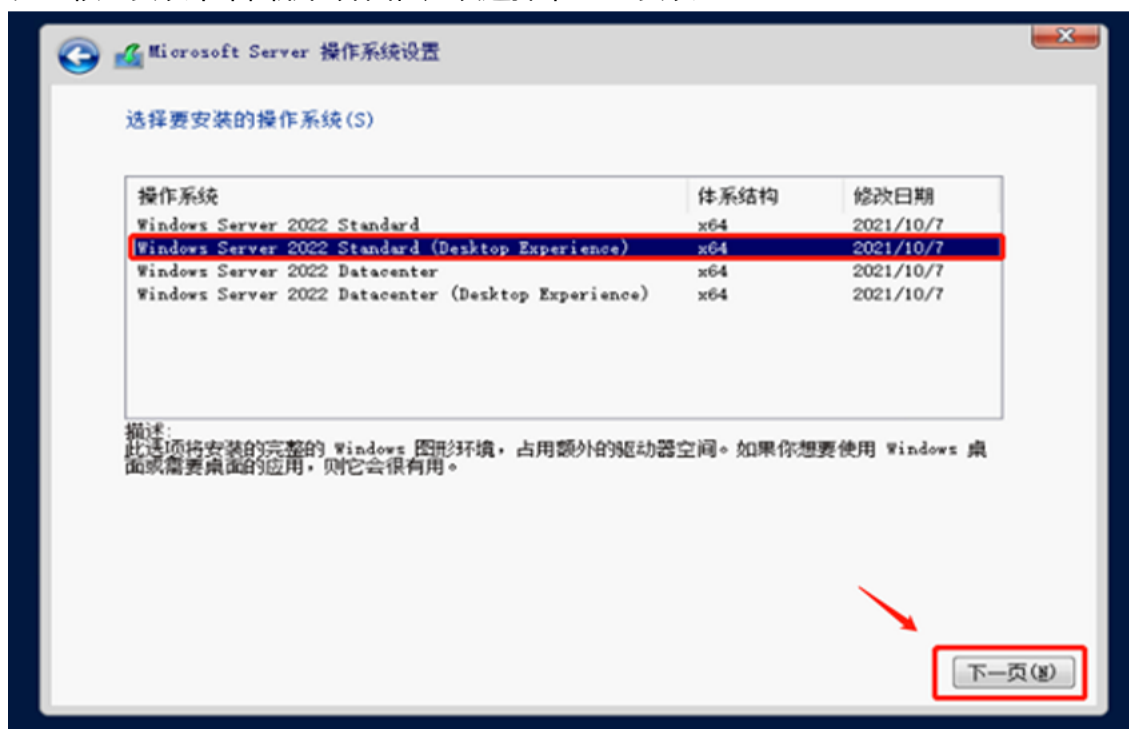 Microsoft Server 操作系统设置
选择要安装的操作系统(S)
操作系统 体系结构 修改日期
Windows Server 2022 Standard x64 2021/10/7
Windows Server 2022 Standard (Desktop Experience) x64 2021/10/7
Windows Server 2022 Datacenter x64 2021/10/7
Windows Server 2022 Datacenter (Desktop Experience) x64 2021/10/7
描述:
此选项将安装的完整的 Windows 图形环境，占用额外的驱动器空间。如果你想要使用 Windows 桌
面或需要桌面的应用，则它会很有用。
下一页(N)